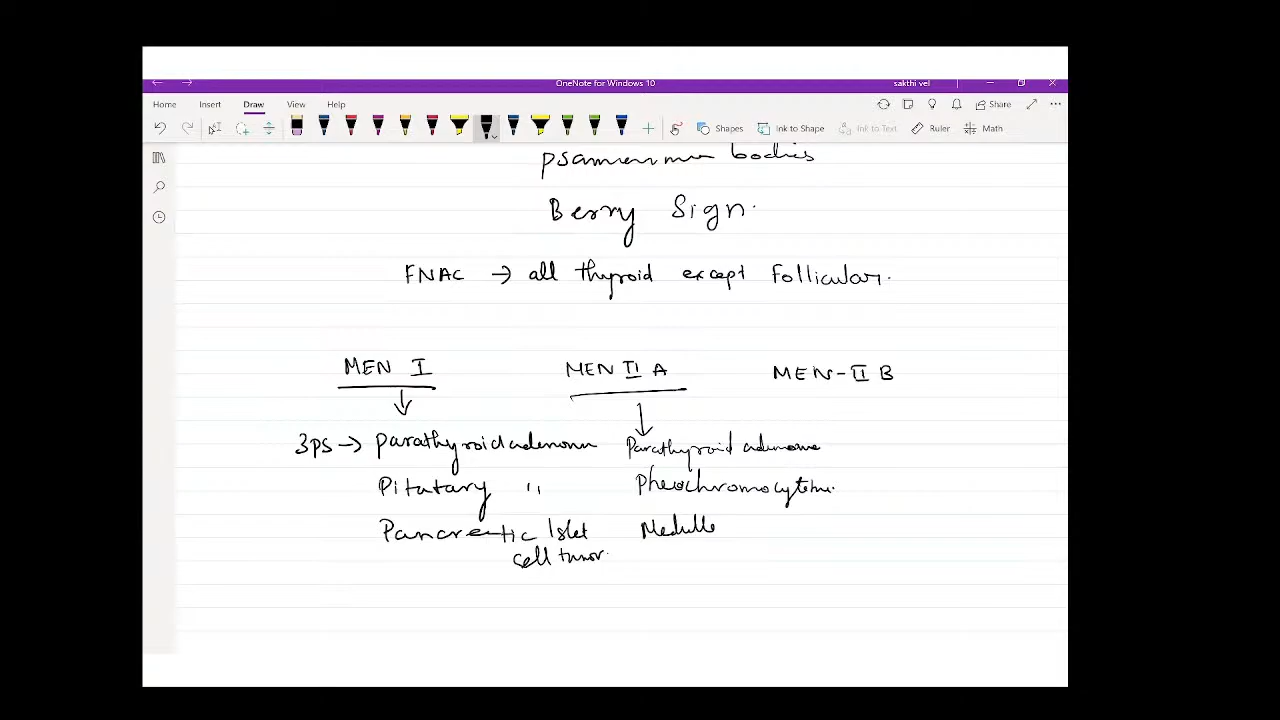 OneNote for Windows 10
sakthi vel
Home Insert Draw View Help
Share
Shapes Ink to Shape Ink to Text Ruler Math
bodies
Berry Sign.
FNAC → all thyroid except Follicular.
MEN I MEN II A MEN-II B
3PS → parathyroid adenoma Parathyroid adenoma
Pitutary " Pheochromocytoma.
Pancreatic Islet Medulla
cell tumor.